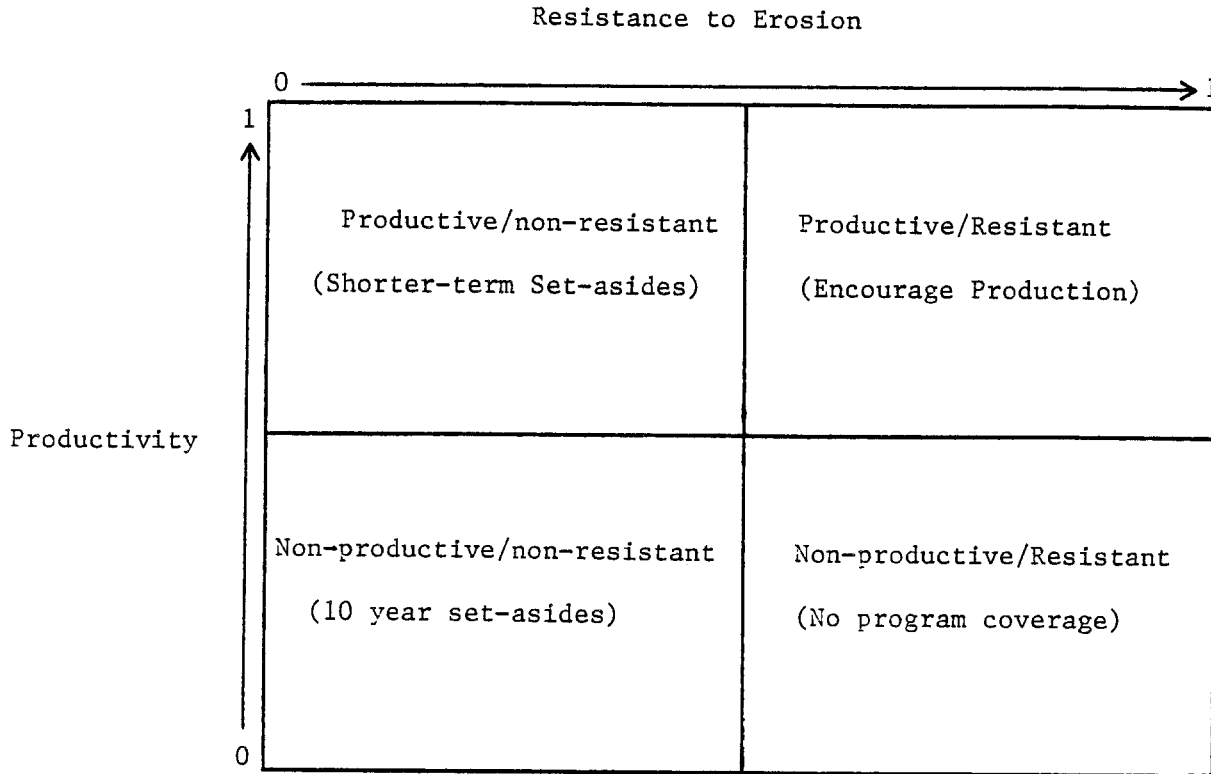 Resistance to Erosion
0 1
1
Productive/non-resistant
(Shorter-term Set-asides)
Productive/Resistant
(Encourage Production)
Productivity
Non-productive/non-resistant
(10 year set-asides)
Non-productive/Resistant
(No program coverage)
0